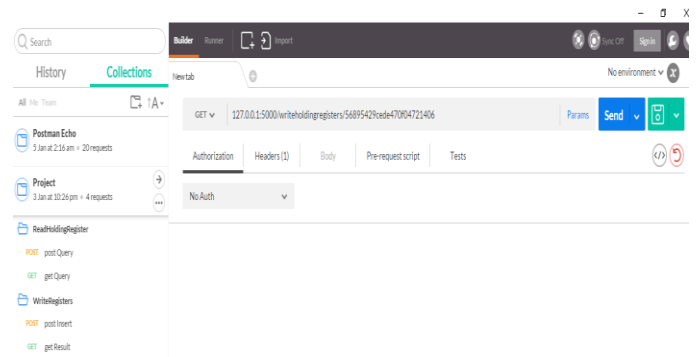 Search
Builder Runner Import Sync Off Sign in
History Collections
New tab
No environment
All Me Team
GET 127.0.0.1:5000/writeholdingregisters/56895429cede470f04721406 Params Send
Postman Echo
5 Jan at 2:16 am • 20 requests
Authorization Headers (1) Body Pre-request script Tests
Project
3 Jan at 10:26 pm • 4 requests
No Auth
ReadHoldingRegister
POST post Query
GET get Query
WriteRegisters
POST post Insert
GET get Result